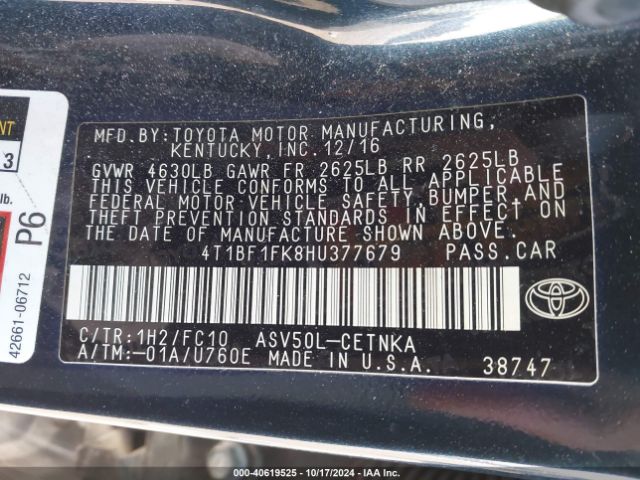 MFD.BY:TOYOTA MOTOR MANUFACTURING,
KENTUCKY, INC. 12/16
GVWR 4630LB GAWR FR 2625LB RR 2625LB
THIS VEHICLE CONFORMS TO ALL APPLICABLE
FEDERAL MOTOR VEHICLE SAFETY, BUMPER, AND
THEFT PREVENTION STANDARDS IN EFFECT ON
THE DATE OF MANUFACTURE SHOWN ABOVE.
4T1BF1FK8HU377679 PASS.CAR
C/TR:1H2/FC10 ASV50L-CETNKA
A/TM:-01A/U760E MADE IN U.S.A. 38747
NT
3
lb.
P6
42661-06712
000-40619525 | 10/17/2024 | IAA Inc.